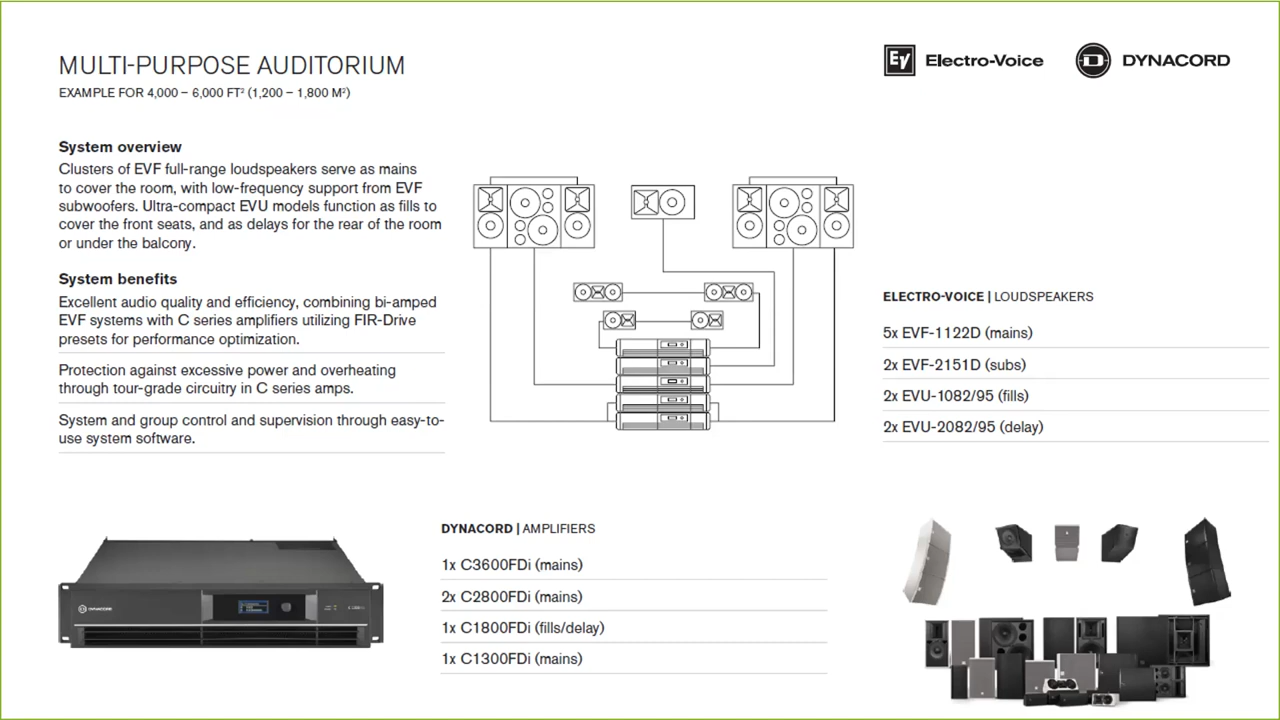 MULTI-PURPOSE AUDITORIUM
EXAMPLE FOR 4,000 – 6,000 FT² (1,200 – 1,800 M²)
EV Electro-Voice
D DYNACORD
System overview
Clusters of EVF full-range loudspeakers serve as mains
to cover the room, with low-frequency support from EVF
subwoofers. Ultra-compact EVU models function as fills to
cover the front seats, and as delays for the rear of the room
or under the balcony.
System benefits
Excellent audio quality and efficiency, combining bi-amped
EVF systems with C series amplifiers utilizing FIR-Drive
presets for performance optimization.
Protection against excessive power and overheating
through tour-grade circuitry in C series amps.
System and group control and supervision through easy-to-
use system software.
ELECTRO-VOICE | LOUDSPEAKERS
5x EVF-1122D (mains)
2x EVF-2151D (subs)
2x EVU-1082/95 (fills)
2x EVU-2082/95 (delay)
DYNACORD | AMPLIFIERS
1x C3600FDi (mains)
2x C2800FDi (mains)
1x C1800FDi (fills/delay)
1x C1300FDi (mains)
DYNACORD